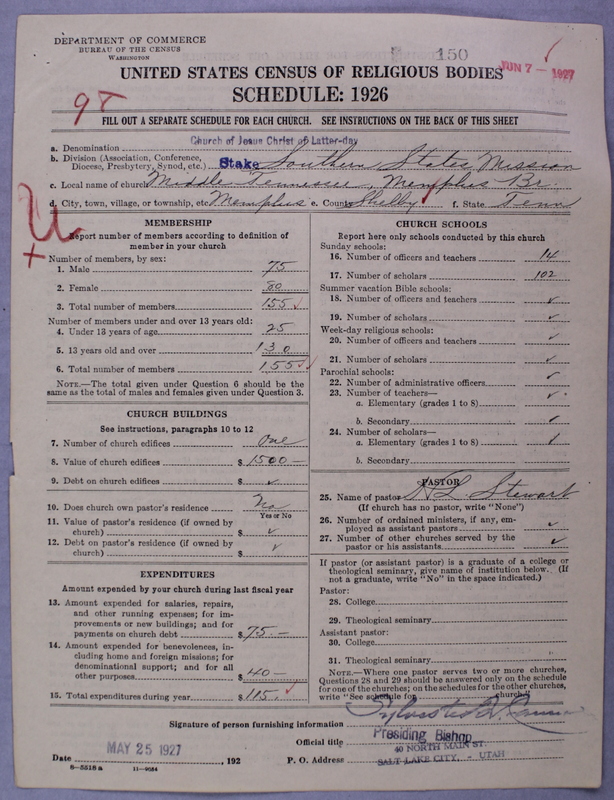 DEPARTMENT OF COMMERCE
BUREAU OF THE CENSUS
WASHINGTON
150
JUN 7 - 1927
UNITED STATES CENSUS OF RELIGIOUS BODIES
SCHEDULE: 1926
98
FILL OUT A SEPARATE SCHEDULE FOR EACH CHURCH. SEE INSTRUCTIONS ON THE BACK OF THIS SHEET
a. Denomination Church of Jesus Christ of Latter-day
b. Division (Association, Conference, Diocese, Presbytery, Synod, etc.) Stake Southern States Mission
c. Local name of church Middle Tennessee, Memphis Br.
d. City, town, village, or township, etc. Memphis e. County Shelby f. State Tenn
MEMBERSHIP
Report number of members according to definition of
member in your church
Number of members, by sex:
1. Male 75
2. Female 80
3. Total number of members 155 ✓
Number of members under and over 13 years old:
4. Under 13 years of age 25
5. 13 years old and over 130
6. Total number of members 155 ✓
NOTE.—The total given under Question 6 should be the
same as the total of males and females given under Question 3.
CHURCH BUILDINGS
See instructions, paragraphs 10 to 12
7. Number of church edifices one
8. Value of church edifices $ 1500 —
9. Debt on church edifices $ ✓
10. Does church own pastor's residence? No
Yes or No
11. Value of pastor's residence (if owned by
church) $ ✓
12. Debt on pastor's residence (if owned by
church) $ ✓
EXPENDITURES
Amount expended by your church during last fiscal year
13. Amount expended for salaries, repairs,
and other running expenses; for im-
provements or new buildings; and for
payments on church debt $ 75. —
14. Amount expended for benevolences, in-
cluding home and foreign missions; for
denominational support; and for all
other purposes $ 40 —
15. Total expenditures during year $ 115. ✓
CHURCH SCHOOLS
Report here only schools conducted by this church
Sunday schools:
16. Number of officers and teachers 14
17. Number of scholars 102
Summer vacation Bible schools:
18. Number of officers and teachers ✓
19. Number of scholars ✓
Week-day religious schools:
20. Number of officers and teachers ✓
21. Number of scholars ✓
Parochial schools:
22. Number of administrative officers ✓
23. Number of teachers—
a. Elementary (grades 1 to 8) ✓
b. Secondary ✓
24. Number of scholars—
a. Elementary (grades 1 to 8) ✓
b. Secondary
PASTOR
25. Name of pastor Stewart
(If church has no pastor, write "None")
26. Number of ordained ministers, if any, em-
ployed as assistant pastors ✓
27. Number of other churches served by the
pastor or his assistants ✓
If pastor (or assistant pastor) is a graduate of a college or
theological seminary, give name of institution below. (If
not a graduate, write "No" in the space indicated.)
Pastor:
28. College
29. Theological seminary
Assistant pastor:
30. College
31. Theological seminary
NOTE.—Where one pastor serves two or more churches,
Questions 28 and 29 should be answered only on the schedule
for one of the churches; on the schedules for the other churches,
write "See schedule for church."
Signature of person furnishing information
Official title Presiding Bishop
Date MAY 25 1927, 192 P. O. Address 40 NORTH MAIN ST.
SALT LAKE CITY, - UTAH
8—5518 a 11—9084